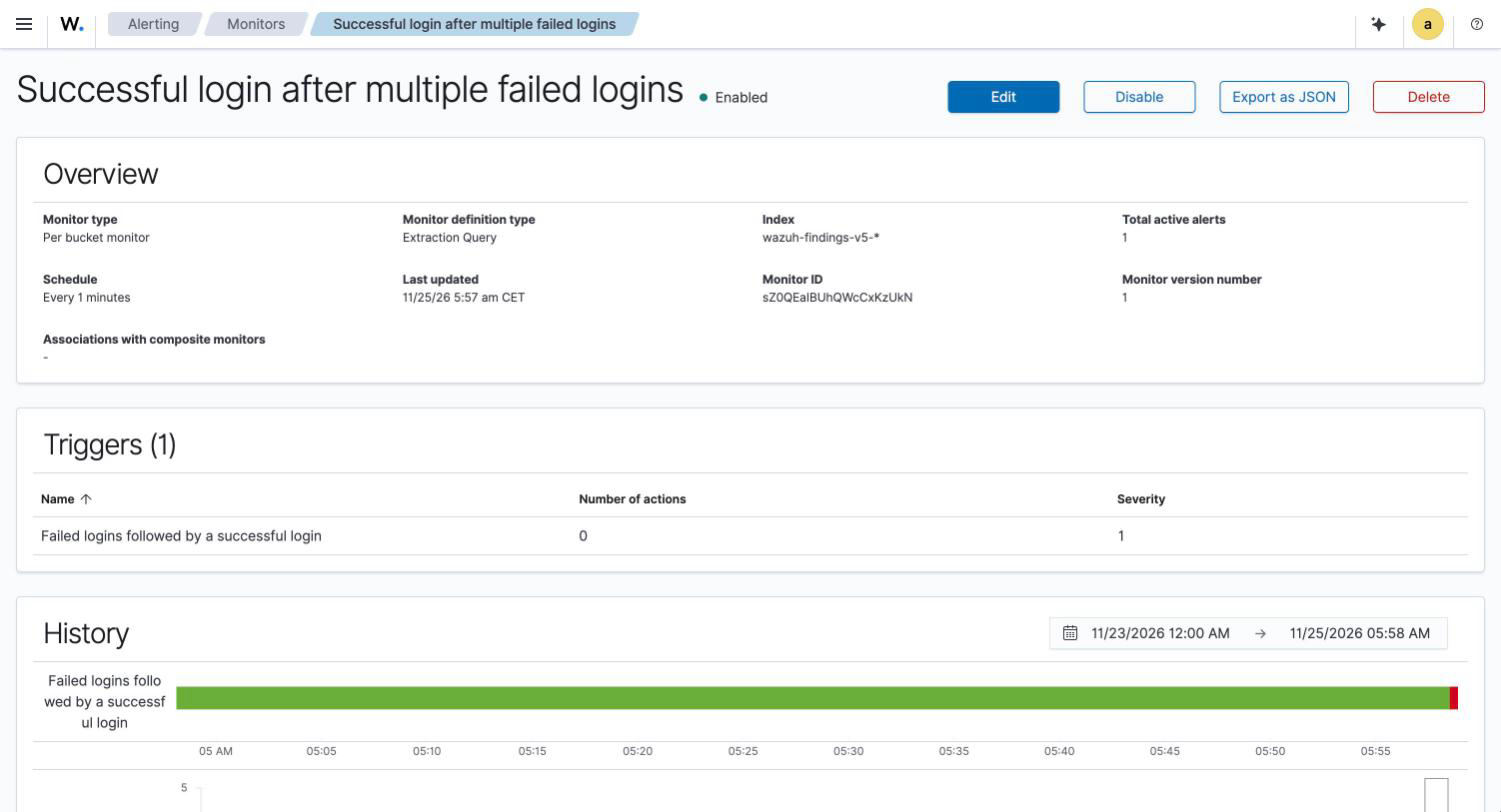 W. Alerting Monitors Successful login after multiple failed logins a
Successful login after multiple failed logins Enabled Edit Disable Export as JSON Delete
Overview
Monitor type Monitor definition type Index Total active alerts
Per bucket monitor Extraction Query wazuh-findings-v5-* 1
Schedule Last updated Monitor ID Monitor version number
Every 1 minutes 11/25/26 5:57 am CET sZ0QEaIBUhQWcCxKzUkN 1
Associations with composite monitors
-
Triggers (1)
Name Number of actions Severity
Failed logins followed by a successful login 0 1
History 11/23/2026 12:00 AM → 11/25/2026 05:58 AM
Failed logins follo
wed by a successf
ul login
05 AM 05:05 05:10 05:15 05:20 05:25 05:30 05:35 05:40 05:45 05:50 05:55
5